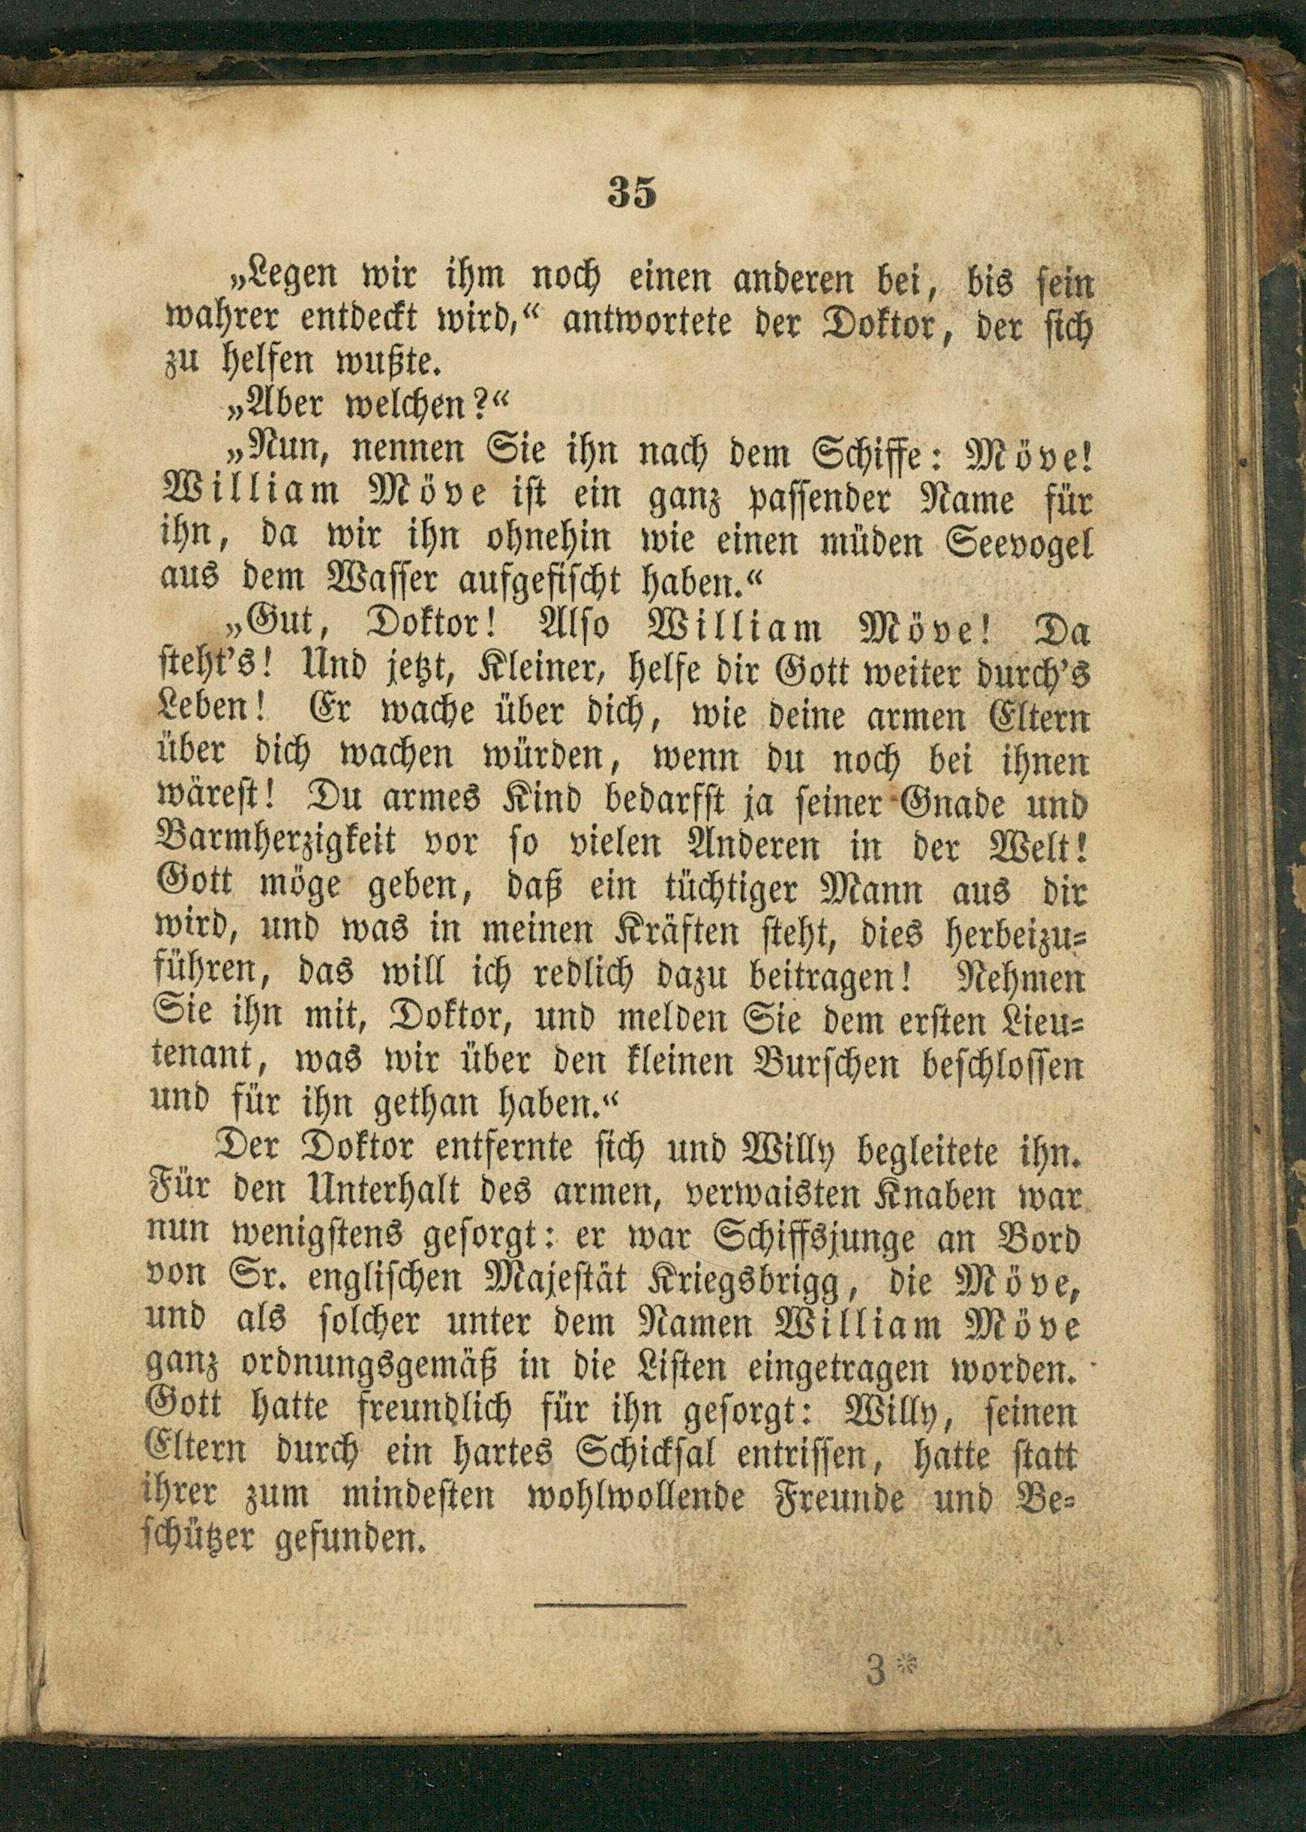 35
„Legen wir ihm noch einen anderen bei, bis sein
wahrer entdeckt wird,“ antwortete der Doktor, der sich
zu helfen wußte.
„Aber welchen?“
„Nun, nennen Sie ihn nach dem Schiffe: Möve!
William Möve ist ein ganz passender Name für
ihn, da wir ihn ohnehin wie einen müden Seevogel
aus dem Wasser aufgefischt haben.“
„Gut, Doktor! Also William Möve! Da
steht's! Und jetzt, Kleiner, helfe dir Gott weiter durch's
Leben! Er wache über dich, wie deine armen Eltern
über dich wachen würden, wenn du noch bei ihnen
wärest! Du armes Kind bedarfst ja seiner Gnade und
Barmherzigkeit vor so vielen Anderen in der Welt!
Gott möge geben, daß ein tüchtiger Mann aus dir
wird, und was in meinen Kräften steht, dies herbeizu-
führen, das will ich redlich dazu beitragen! Nehmen
Sie ihn mit, Doktor, und melden Sie dem ersten Lieu-
tenant, was wir über den kleinen Burschen beschlossen
und für ihn gethan haben.“
Der Doktor entfernte sich und Willy begleitete ihn.
Für den Unterhalt des armen, verwaisten Knaben war
nun wenigstens gesorgt: er war Schiffsjunge an Bord
von Sr. englischen Majestät Kriegsbrigg, die Möve,
und als solcher unter dem Namen William Möve
ganz ordnungsgemäß in die Listen eingetragen worden.
Gott hatte freundlich für ihn gesorgt: Willy, seinen
Eltern durch ein hartes Schicksal entrissen, hatte statt
ihrer zum mindesten wohlwollende Freunde und Be-
schützer gefunden.
3*